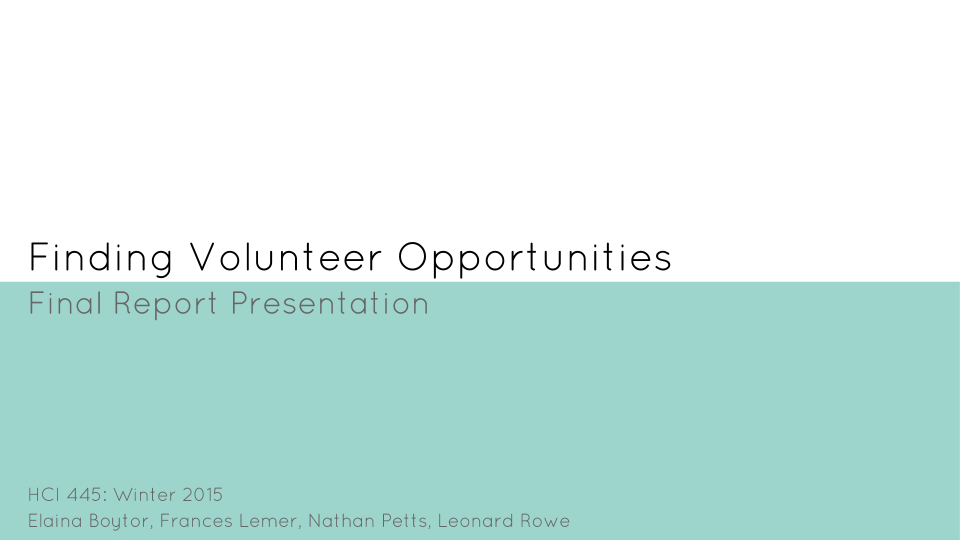 Finding Volunteer Opportunities
Final Report Presentation
HCI 445: Winter 2015
Elaina Boytor, Frances Lemer, Nathan Petts, Leonard Rowe